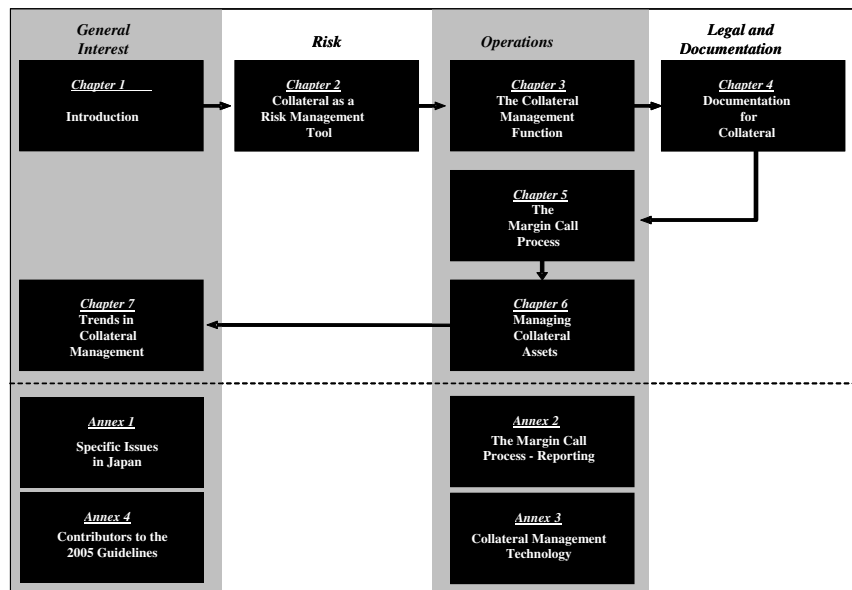 General
Interest
Risk
Operations
Legal and
Documentation
Chapter 1
Introduction
Chapter 2
Collateral as a
Risk Management
Tool
Chapter 3
The Collateral
Management
Function
Chapter 4
Documentation
for
Collateral
Chapter 5
The
Margin Call
Process
Chapter 7
Trends in
Collateral
Management
Chapter 6
Managing
Collateral
Assets
Annex 1
Specific Issues
in Japan
Annex 2
The Margin Call
Process - Reporting
Annex 4
Contributors to the
2005 Guidelines
Annex 3
Collateral Management
Technology